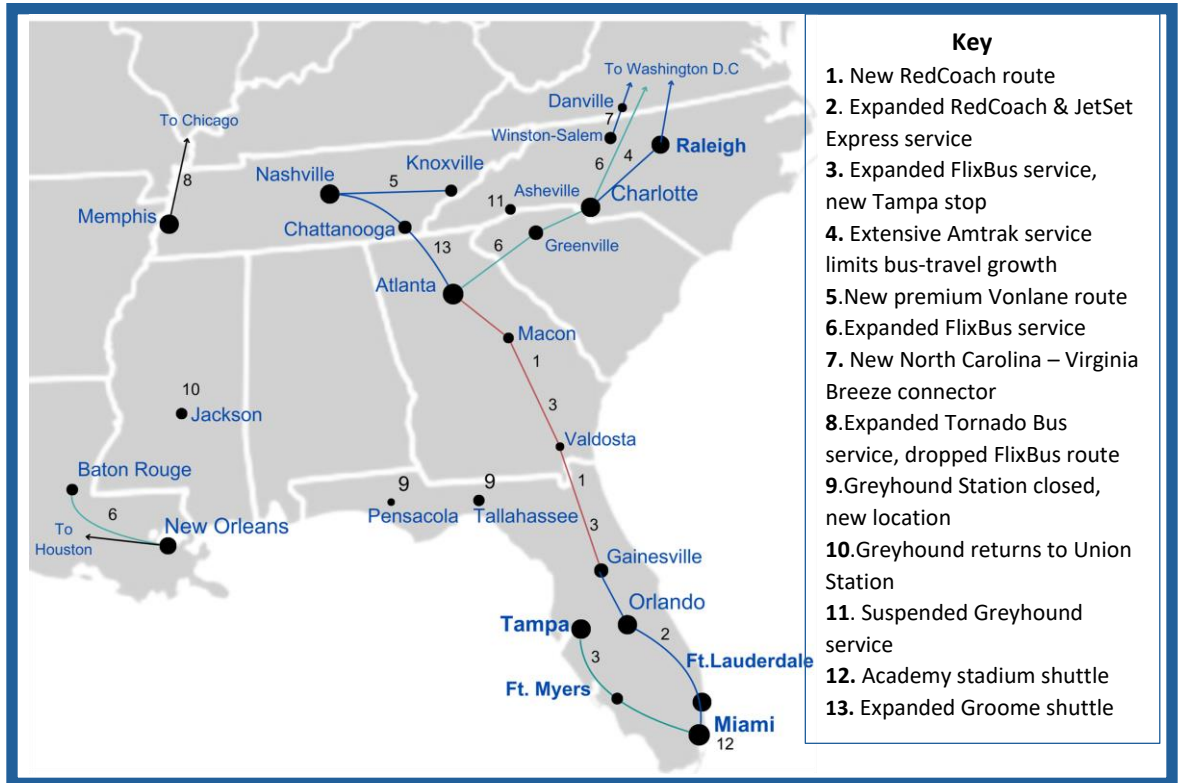 To Washington D.C
Danville
7
To Chicago
Winston-Salem
Raleigh
Knoxville
6
4
Nashville
8
5
Asheville
Charlotte
11
Memphis
Chattanooga
Greenville
13
6
Atlanta
Macon
1
10
3
Jackson
Valdosta
Baton Rouge
1
9
9
6
Pensacola
Tallahassee
New Orleans
3
To
Houston
Gainesville
Orlando
Tampa
2
3
Ft.Lauderdale
Ft. Myers
Miami
12
Key
1. New RedCoach route
2. Expanded RedCoach & JetSet
Express service
3. Expanded FlixBus service,
new Tampa stop
4. Extensive Amtrak service
limits bus-travel growth
5.New premium Vonlane route
6.Expanded FlixBus service
7. New North Carolina – Virginia
Breeze connector
8.Expanded Tornado Bus
service, dropped FlixBus route
9.Greyhound Station closed,
new location
10.Greyhound returns to Union
Station
11. Suspended Greyhound
service
12. Academy stadium shuttle
13. Expanded Groome shuttle